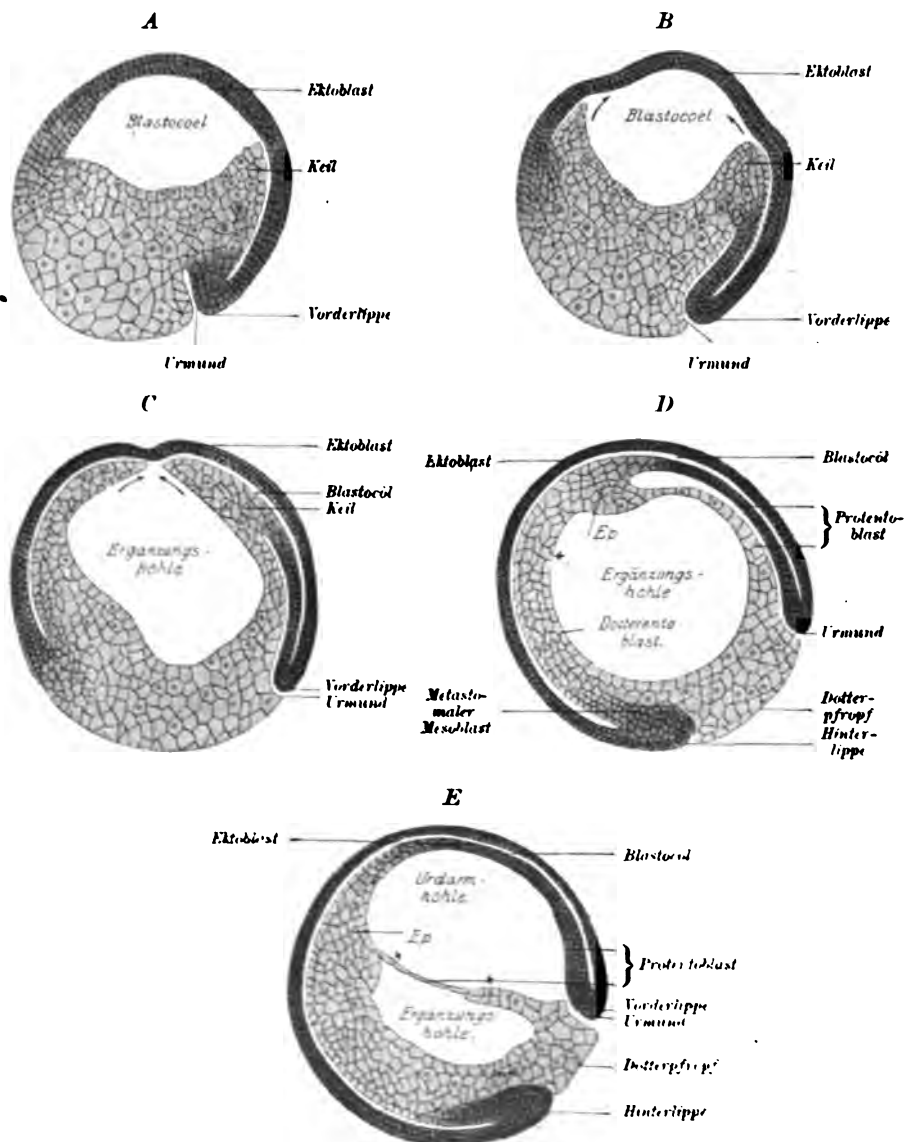 A
Ektoblast
Blastocoel
Keil
Vorderlippe
Urmund
B
Ektoblast
Blastocoel
Keil
Vorderlippe
Urmund
C
Ektoblast
Blastocöl
Keil
Ergänzungs-
höhle
Vorderlippe
Urmund
D
Ektoblast
Blastocöl
Protento-
blast
Ep
Ergänzungs-
höhle
Dotterento
blast.
Urmund
Metasto-
maler
Mesoblast
Dotter-
pfropf
Hinter-
lippe
E
Ektoblast
Blastocöl
Urdarm-
höhle
Ep
Protentoblast
Vorderlippe
Urmund
Ergänzungs
höhle.
Dotterpfropf
Hinterlippe